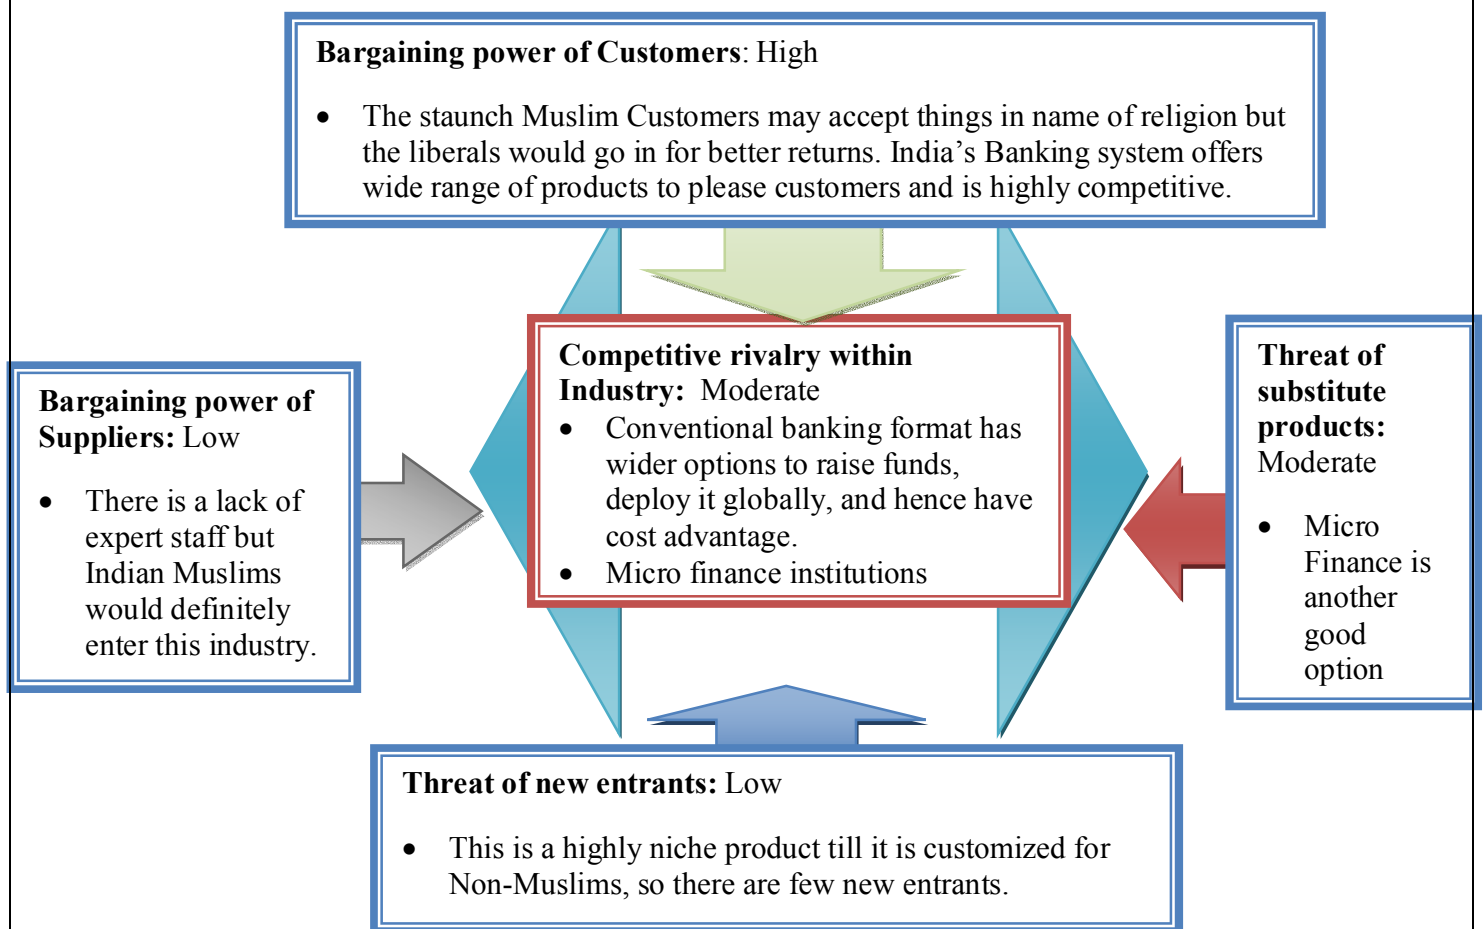 Bargaining power of Customers: High
• The staunch Muslim Customers may accept things in name of religion but
the liberals would go in for better returns. India’s Banking system offers
wide range of products to please customers and is highly competitive.
Bargaining power of
Suppliers: Low
• There is a lack of
expert staff but
Indian Muslims
would definitely
enter this industry.
Competitive rivalry within
Industry: Moderate
• Conventional banking format has
wider options to raise funds,
deploy it globally, and hence have
cost advantage.
• Micro finance institutions
Threat of
substitute
products:
Moderate
• Micro
Finance is
another
good
option
Threat of new entrants: Low
• This is a highly niche product till it is customized for
Non-Muslims, so there are few new entrants.